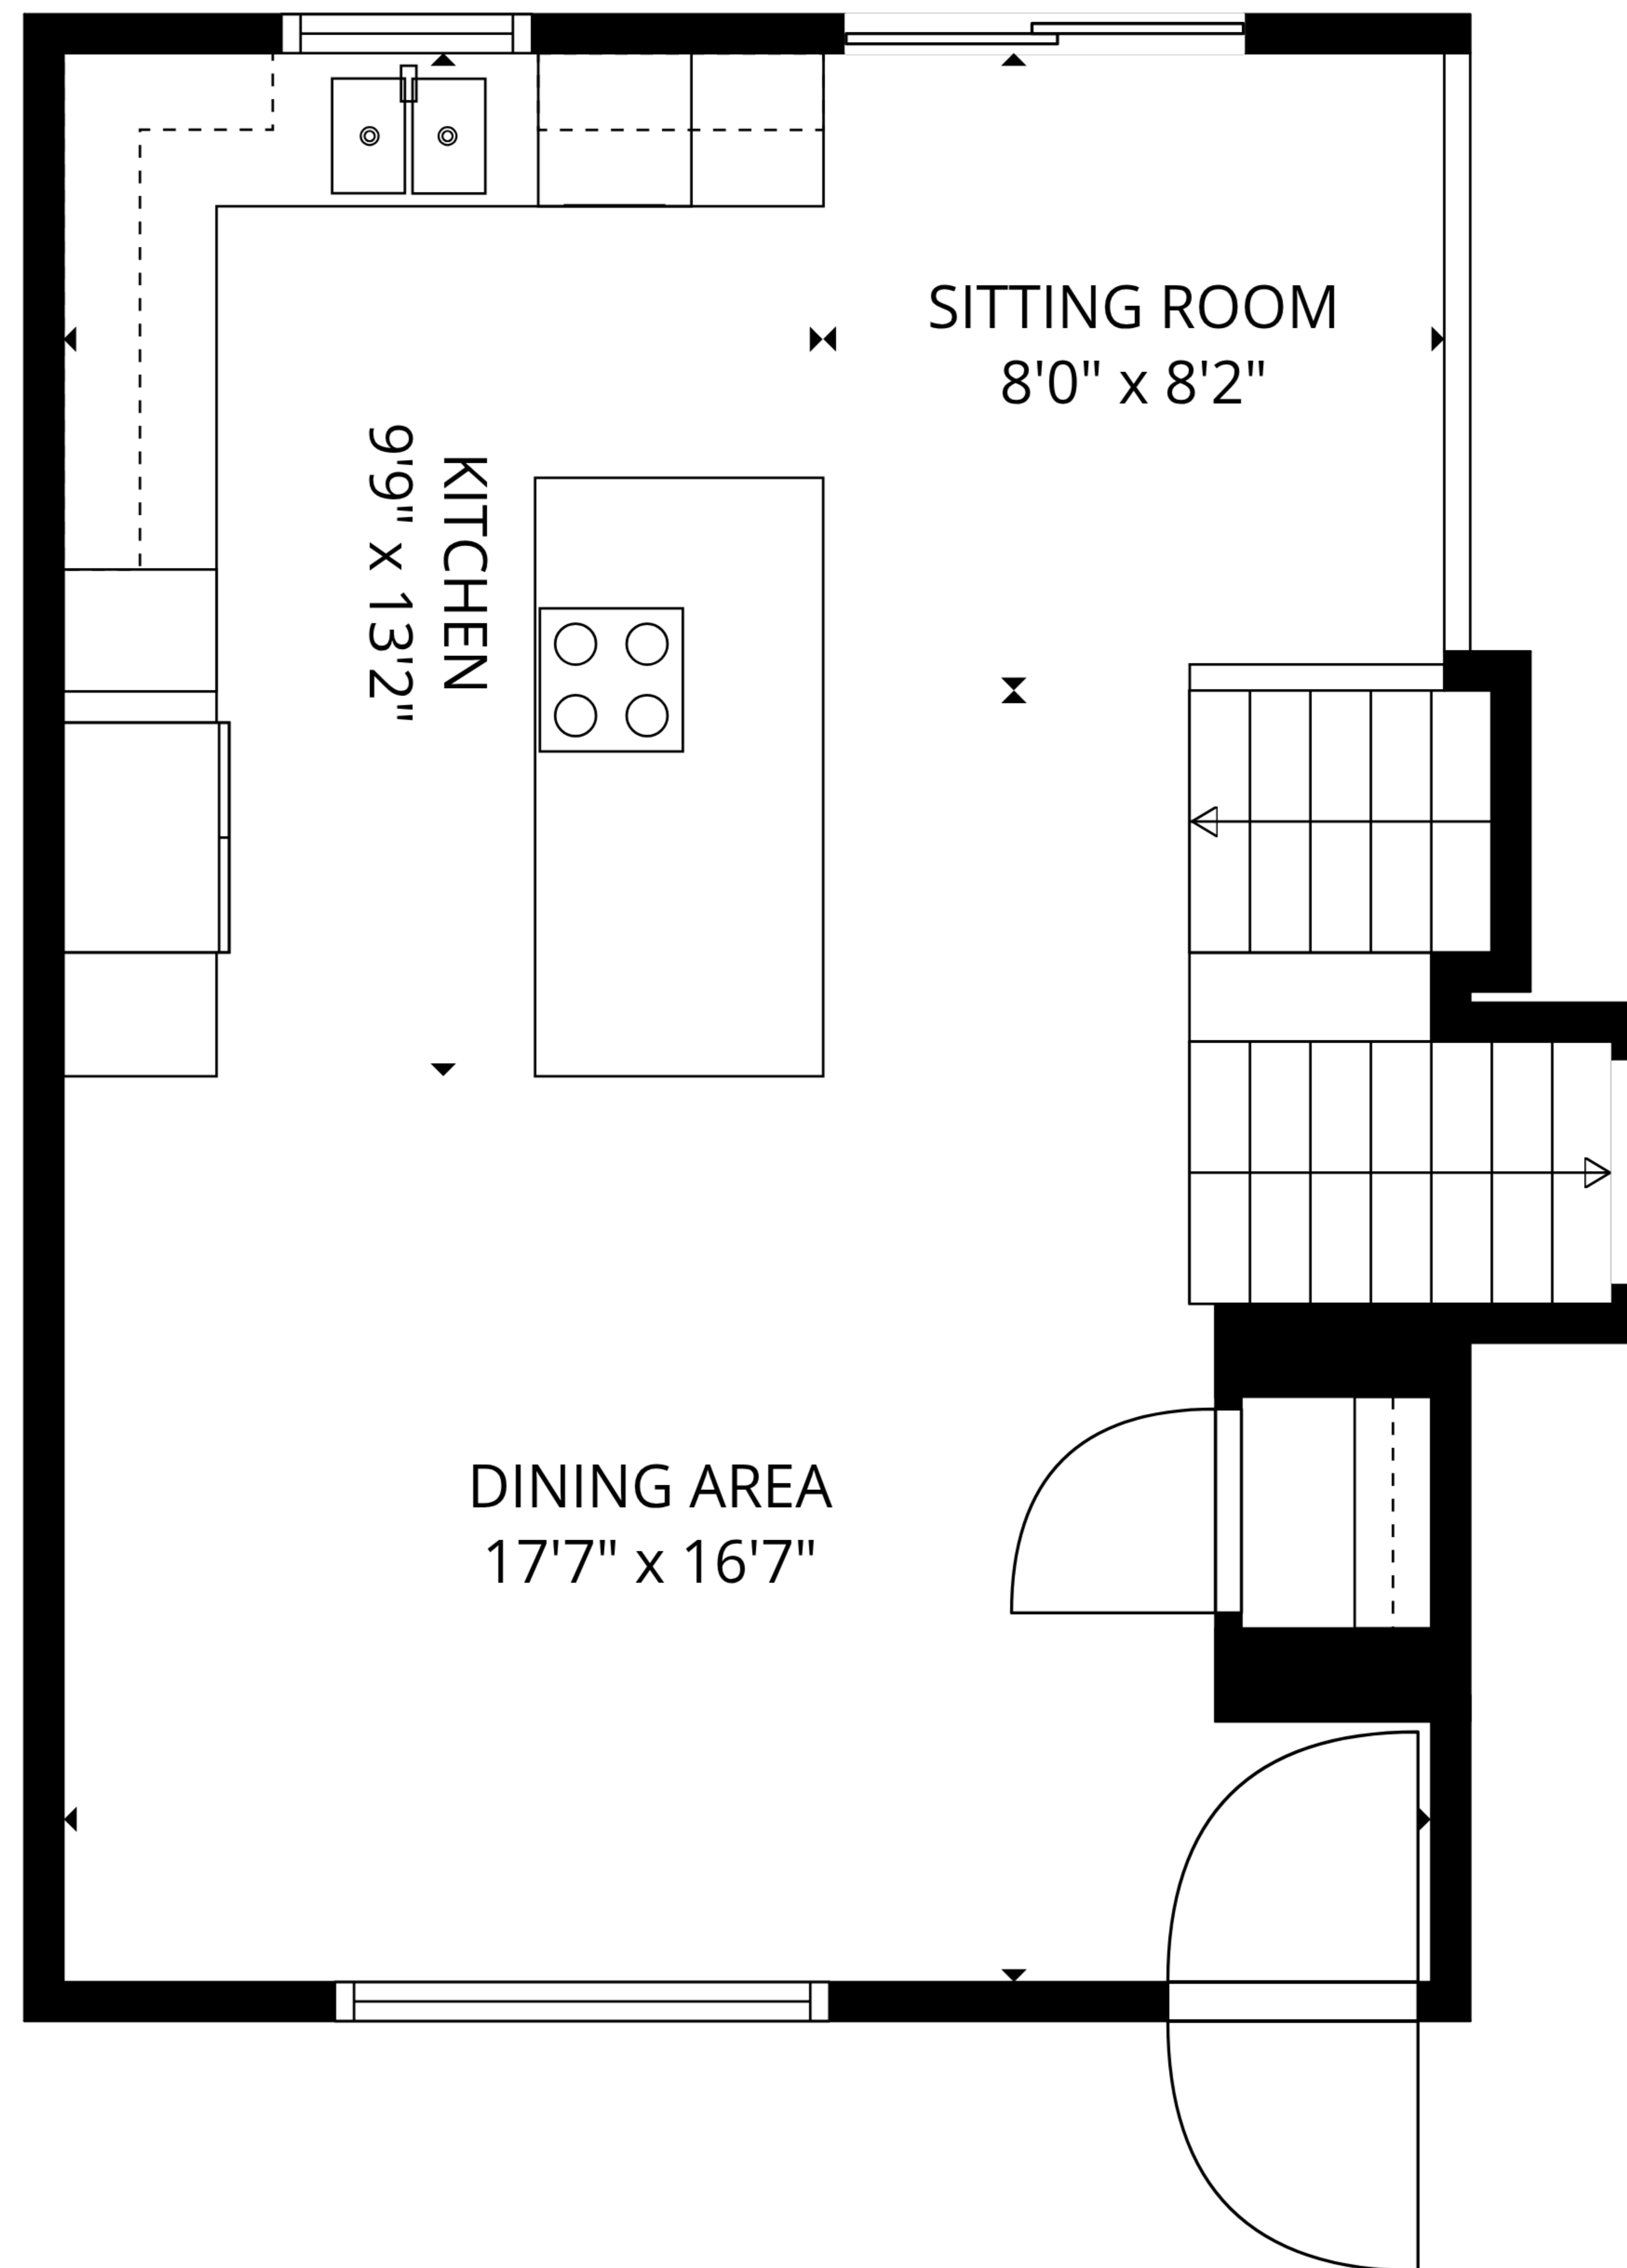 SITTING ROOM
8'0" x 8'2"
KITCHEN
9'9" x 13'2"
DINING AREA
17'7" x 16'7"